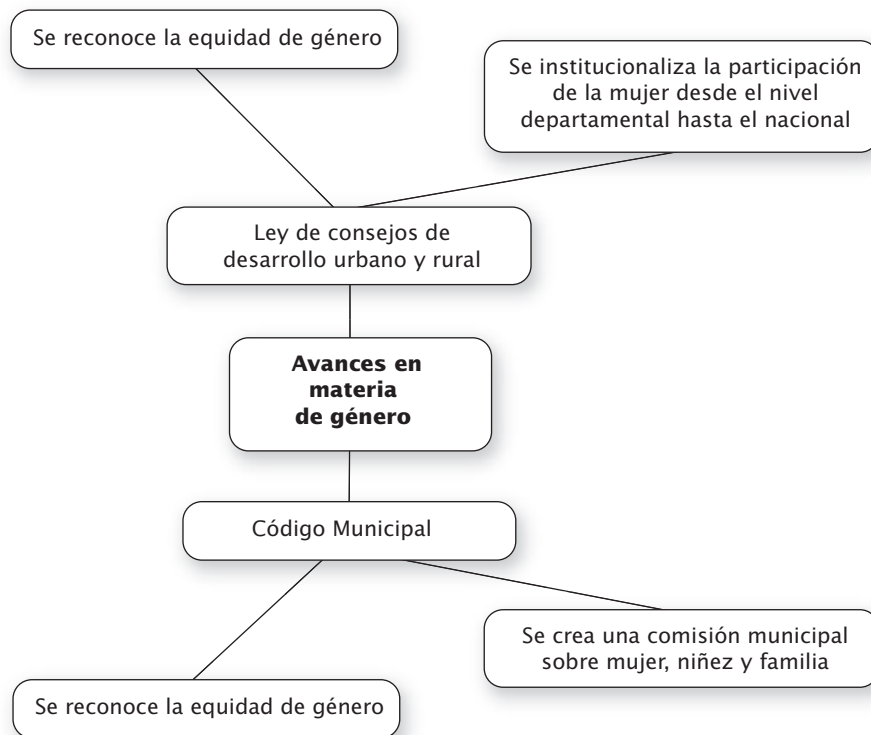 Se reconoce la equidad de género
Se institucionaliza la participación
de la mujer desde el nivel
departamental hasta el nacional
Ley de consejos de
desarrollo urbano y rural
Avances en
materia
de género
Código Municipal
Se crea una comisión municipal
sobre mujer, niñez y familia
Se reconoce la equidad de género